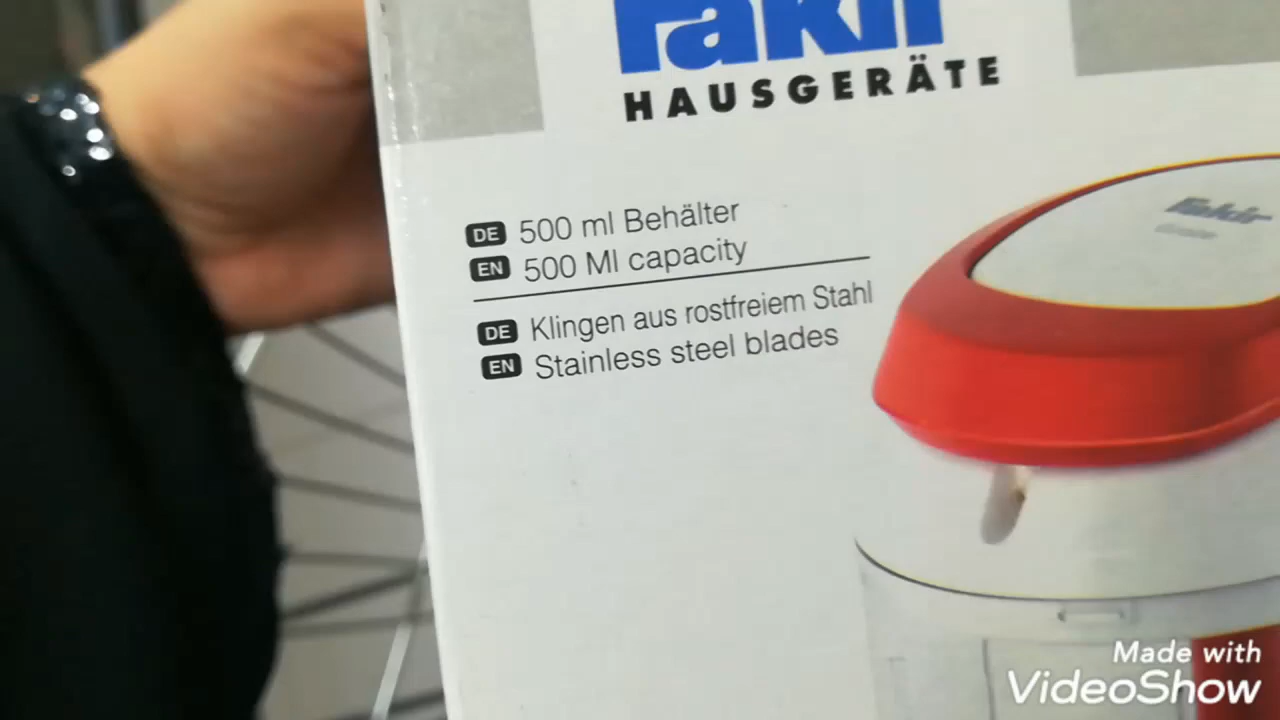 fakir
HAUSGERÄTE
DE 500 ml Behälter
EN 500 Ml capacity
DE Klingen aus rostfreiem Stahl
EN Stainless steel blades
Fakir
Made with
VideoShow